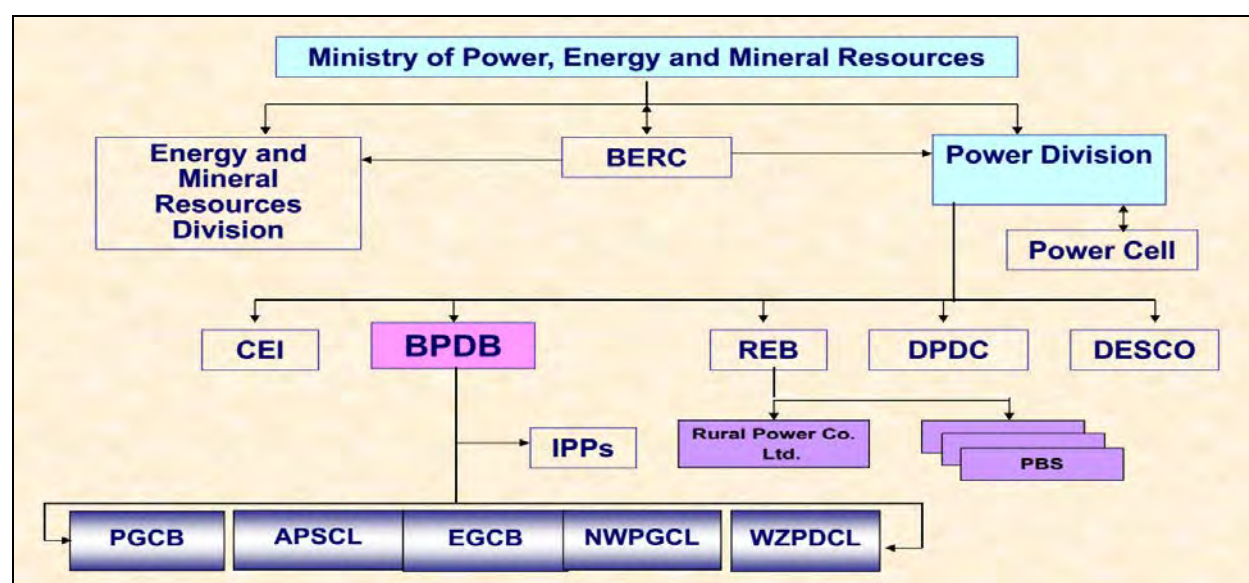 Ministry of Power, Energy and Mineral Resources
Energy and
Mineral
Resources
Division
BERC
Power Division
Power Cell
CEI
BPDB
REB
DPDC
DESCO
IPPs
Rural Power Co.
Ltd.
PBS
PGCB
APSCL
EGCB
NWPGCL
WZPDCL